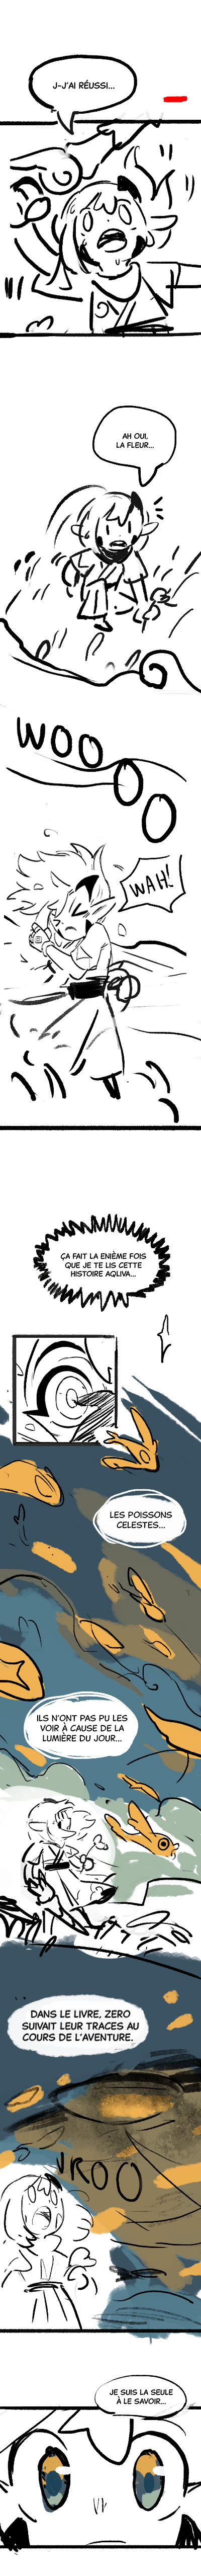 J-J'AI RÉUSSI...
AH OUI,
LA FLEUR...
WOO
OO
WAH!
ÇA FAIT LA ENIÈME FOIS
QUE JE TE LIS CETTE
HISTOIRE AQLIVA...
LES POISSONS
CELESTES...
ILS N'ONT PAS PU LES
VOIR À CAUSE DE LA
LUMIÈRE DU JOUR...
DANS LE LIVRE, ZERO
SUIVAIT LEUR TRACES AU
COURS DE L'AVENTURE.
VROO
JE SUIS LA SEULE
À LE SAVOIR...